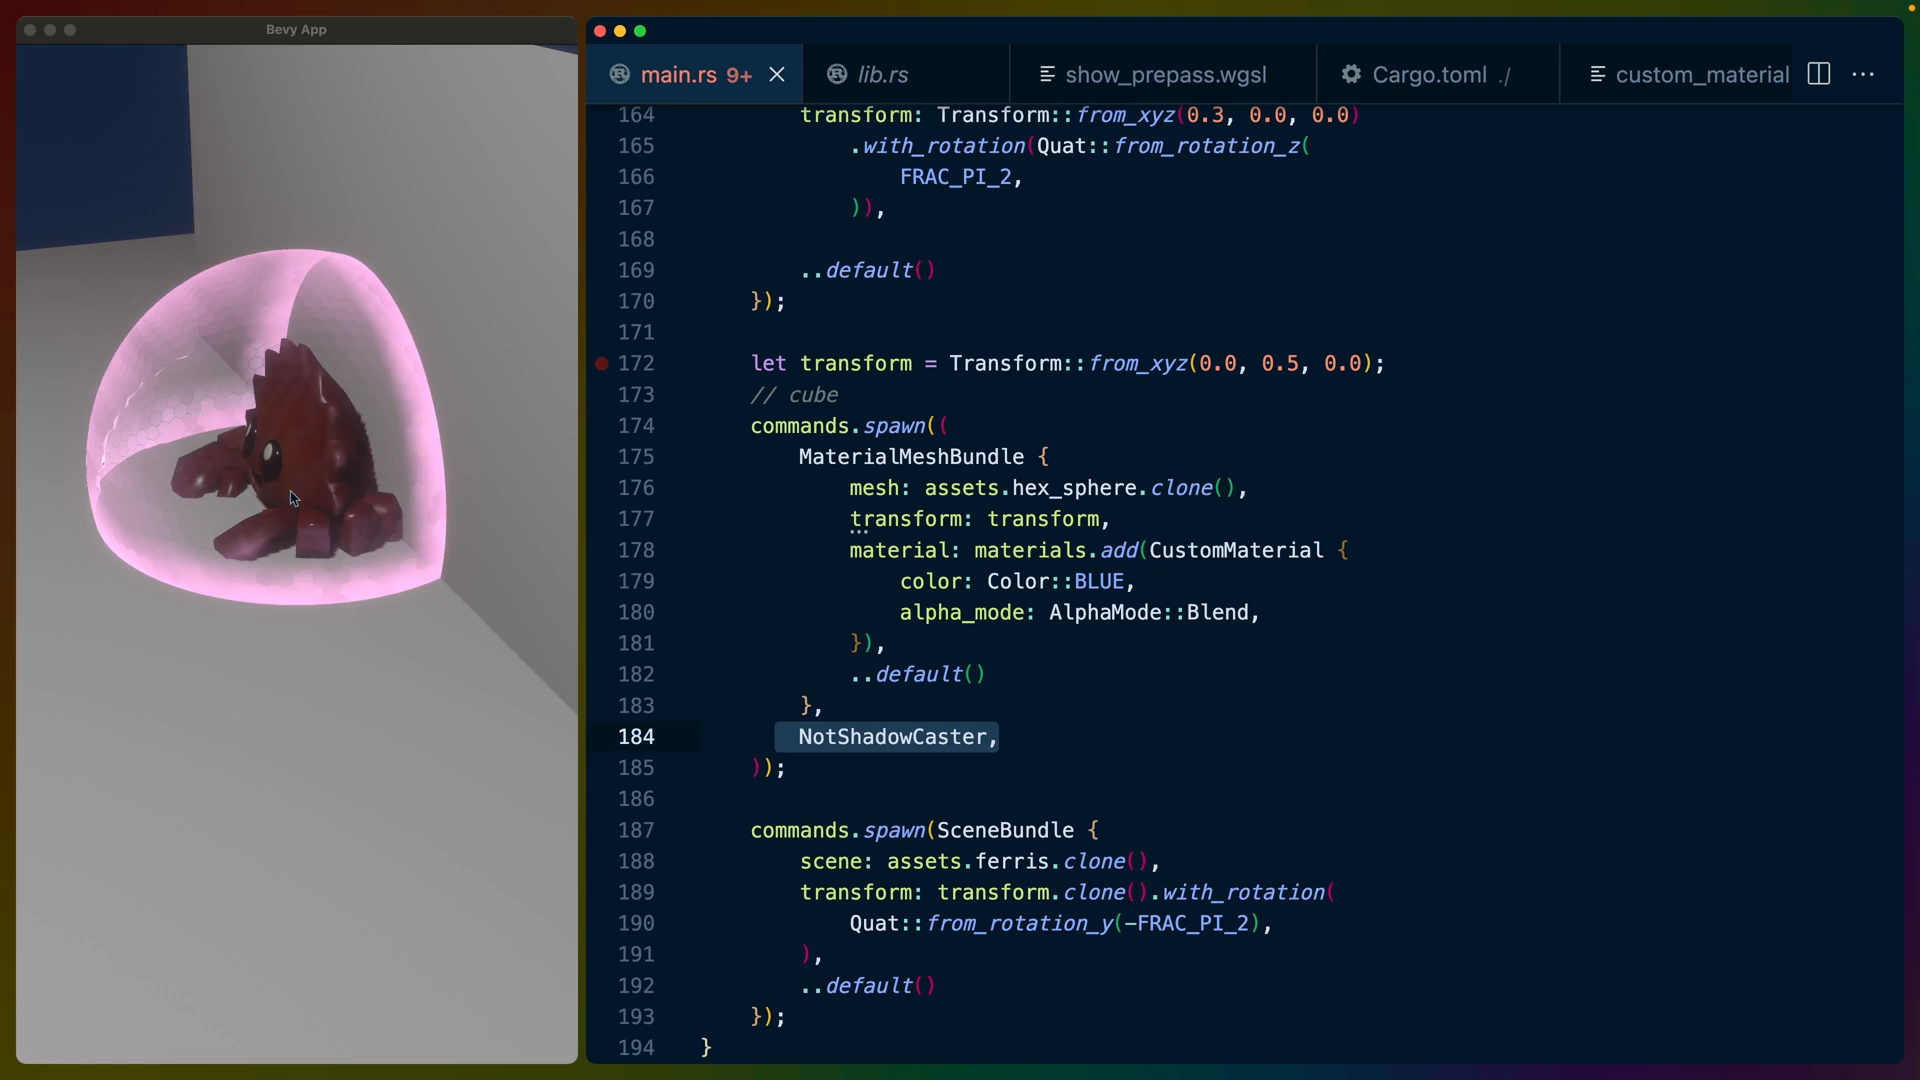 Bevy App
main.rs 9+
lib.rs
show_prepass.wgsl
Cargo.toml ./
custom_material
164 transform: Transform::from_xyz(0.3, 0.0, 0.0)
165 .with_rotation(Quat::from_rotation_z(
166 FRAC_PI_2,
167 )),
168
169 ..default()
170 });
171
172 let transform = Transform::from_xyz(0.0, 0.5, 0.0);
173 // cube
174 commands.spawn((
175 MaterialMeshBundle {
176 mesh: assets.hex_sphere.clone(),
177 transform: transform,
178 material: materials.add(CustomMaterial {
179 color: Color::BLUE,
180 alpha_mode: AlphaMode::Blend,
181 }),
182 ..default()
183 },
184 NotShadowCaster,
185 ));
186
187 commands.spawn(SceneBundle {
188 scene: assets.ferris.clone(),
189 transform: transform.clone().with_rotation(
190 Quat::from_rotation_y(-FRAC_PI_2),
191 ),
192 ..default()
193 });
194 }